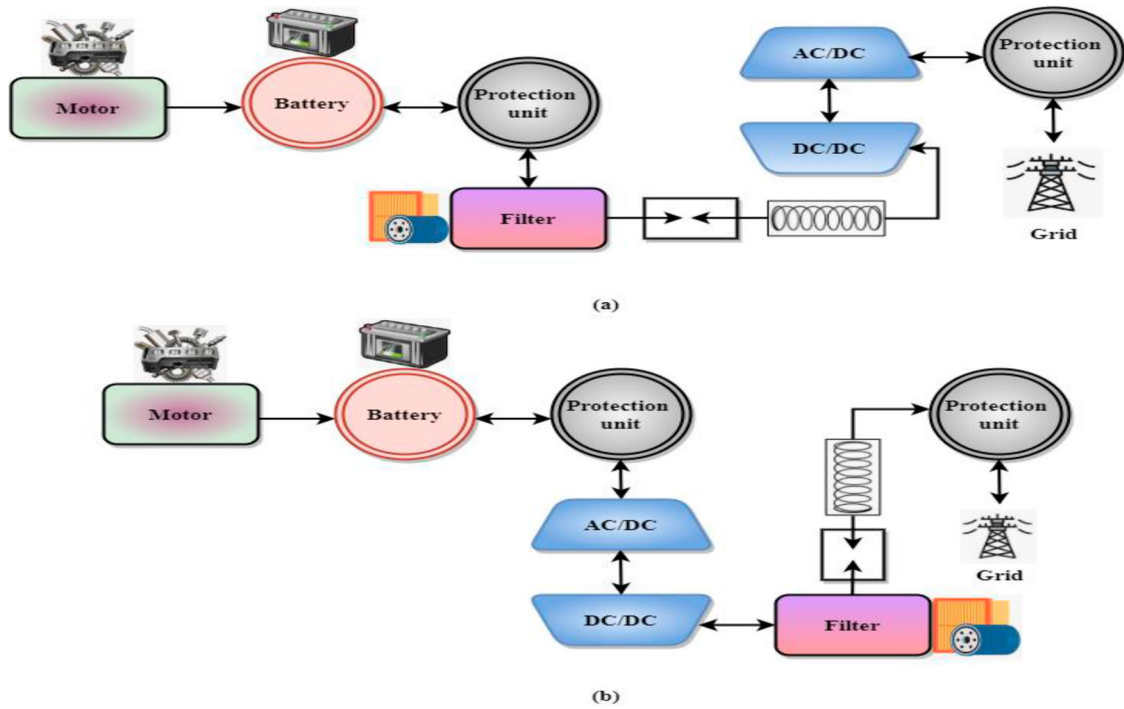 Motor
Battery
Protection
unit
AC/DC
Protection
unit
DC/DC
Filter
Grid
(a)
Motor
Battery
Protection
unit
Protection
unit
AC/DC
Grid
DC/DC
Filter
(b)